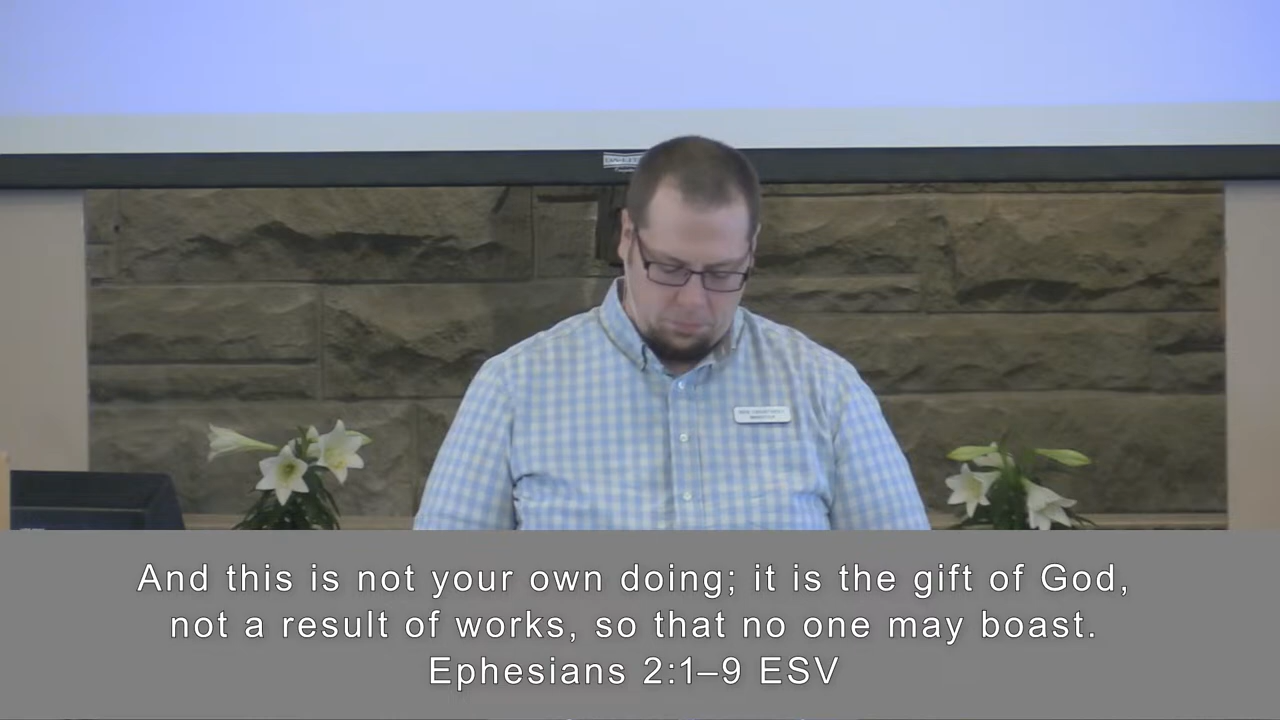 And this is not your own doing; it is the gift of God,
not a result of works, so that no one may boast.
Ephesians 2:1–9 ESV